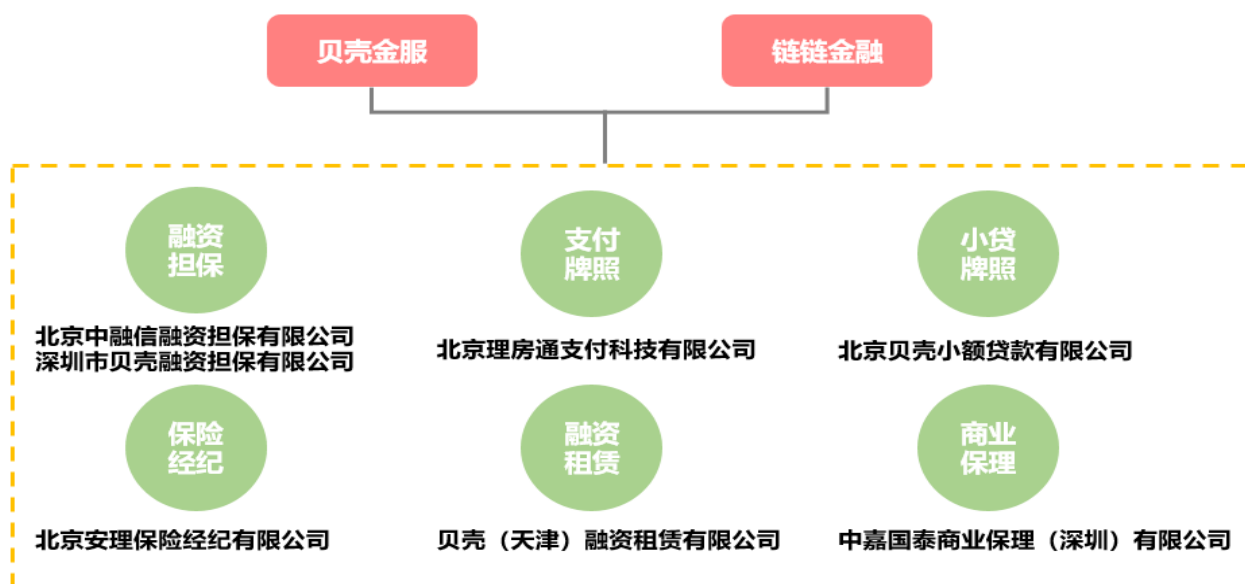 贝壳金服
链链金融
融资
担保
支付
牌照
小贷
牌照
北京中融信融资担保有限公司
深圳市贝壳融资担保有限公司
北京理房通支付科技有限公司
北京贝壳小额贷款有限公司
保险
经纪
融资
租赁
商业
保理
北京安理保险经纪有限公司
贝壳（天津）融资租赁有限公司
中嘉国泰商业保理（深圳）有限公司